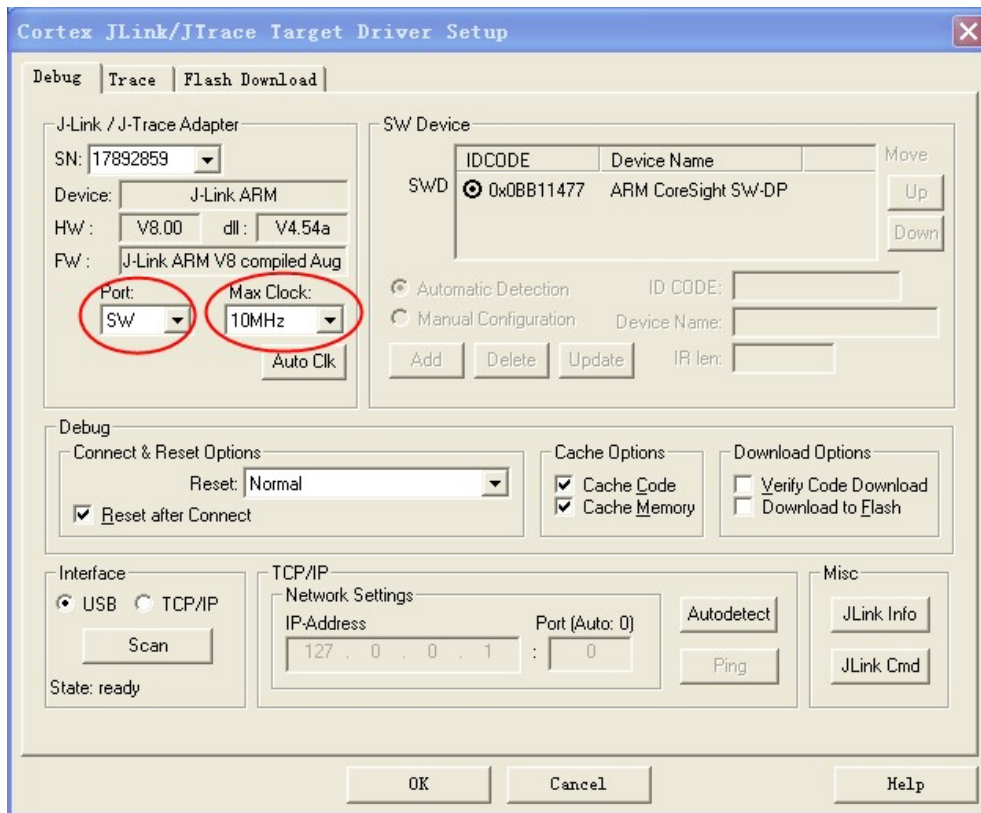 Cortex JLink/JTrace Target Driver Setup
Debug Trace Flash Download
J-Link / J-Trace Adapter
SN: 17892859
Device: J-Link ARM
HW : V8.00 dll : V4.54a
FW : J-Link ARM V8 compiled Aug
Port: Max Clock:
SW 10MHz
Auto Clk
SW Device
IDCODE Device Name Move
SWD 0x0BB11477 ARM CoreSight SW-DP Up
Down
Automatic Detection ID CODE:
Manual Configuration Device Name:
Add Delete Update IR len:
Debug
Connect & Reset Options
Reset: Normal
Reset after Connect
Cache Options
Cache Code
Cache Memory
Download Options
Verify Code Download
Download to Flash
Interface
USB TCP/IP
Scan
State: ready
TCP/IP
Network Settings
IP-Address Port (Auto: 0)
127 . 0 . 0 . 1 : 0
Autodetect
Ping
Misc
JLink Info
JLink Cmd
OK Cancel Help